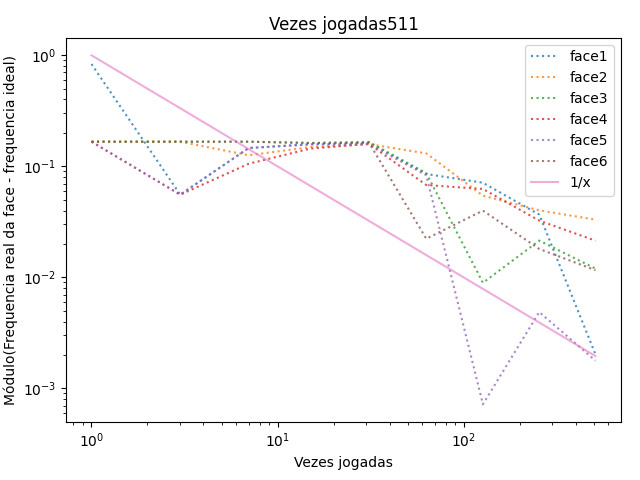 Vezes jogadas511
Módulo(Frequencia real da face - frequencia ideal)
10⁰
10⁻¹
10⁻²
10⁻³
face1
face2
face3
face4
face5
face6
1/x
10⁰
10¹
10²
Vezes jogadas